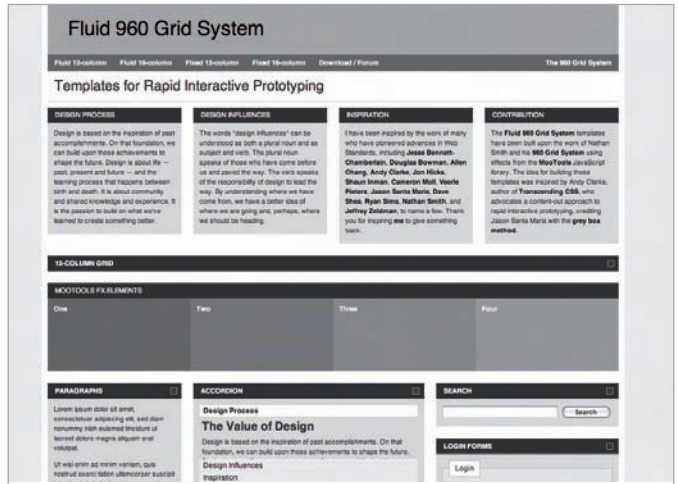 Fluid 960 Grid System
Fluid 12-column Fluid 16-column Fixed 12-column Fixed 16-column Download / Forum The 960 Grid System
Templates for Rapid Interactive Prototyping
DESIGN PROCESS
Design is based on the inspiration of past
accomplishments. On that foundation, we
can build upon those achievements to
shape the future. Design is about life —
past, present and future — and the
learning process that happens between
birth and death. It is about community
and shared knowledge and experience. It
is the passion to build on what we've
learned to create something better.
DESIGN INFLUENCES
The words "design influences" can be
understood as both a plural noun and as
subject and verb. The plural noun
speaks of those who have come before
us and paved the way. The verb speaks
of the responsibility of design to lead the
way. By understanding where we have
come from, we have a better idea of
where we are going and, perhaps, where
we should be heading.
INSPIRATION
I have been inspired by the work of many
who have pioneered advances in Web
Standards, including Jesse Bennett-
Chamberlain, Douglas Bowman, Allen
Chang, Andy Clarke, Jon Hicks,
Shaun Inman, Cameron Moll, Veerle
Pieters, Jason Santa Maria, Dave
Shea, Ryan Sims, Nathan Smith, and
Jeffrey Zeldman, to name a few. Thank
you for inspiring me to give something
back.
CONTRIBUTION
The Fluid 960 Grid System templates
have been built upon the work of Nathan
Smith and his 960 Grid System using
effects from the MooTools JavaScript
library. The idea for building these
templates was inspired by Andy Clarke,
author of Transcending CSS, who
advocates a content-out approach to
rapid interactive prototyping, crediting
Jason Santa Maria with the grey box
method.
12-COLUMN GRID
MOOTOOLS FX.ELEMENTS
One Two Three Four
PARAGRAPHS
Lorem ipsum dolor sit amet,
consectetuer adipiscing elit, sed diam
nonummy nibh euismod tincidunt ut
laoreet dolore magna aliquam erat
volutpat.
Ut wisi enim ad minim veniam, quis
nostrud exerci tation ullamcorper suscipit
ACCORDION
Design Process
The Value of Design
Design is based on the inspiration of past accomplishments. On that
foundation, we can build upon those achievements to shape the future.
Design Influences
Inspiration
SEARCH
Search
LOGIN FORMS
Login